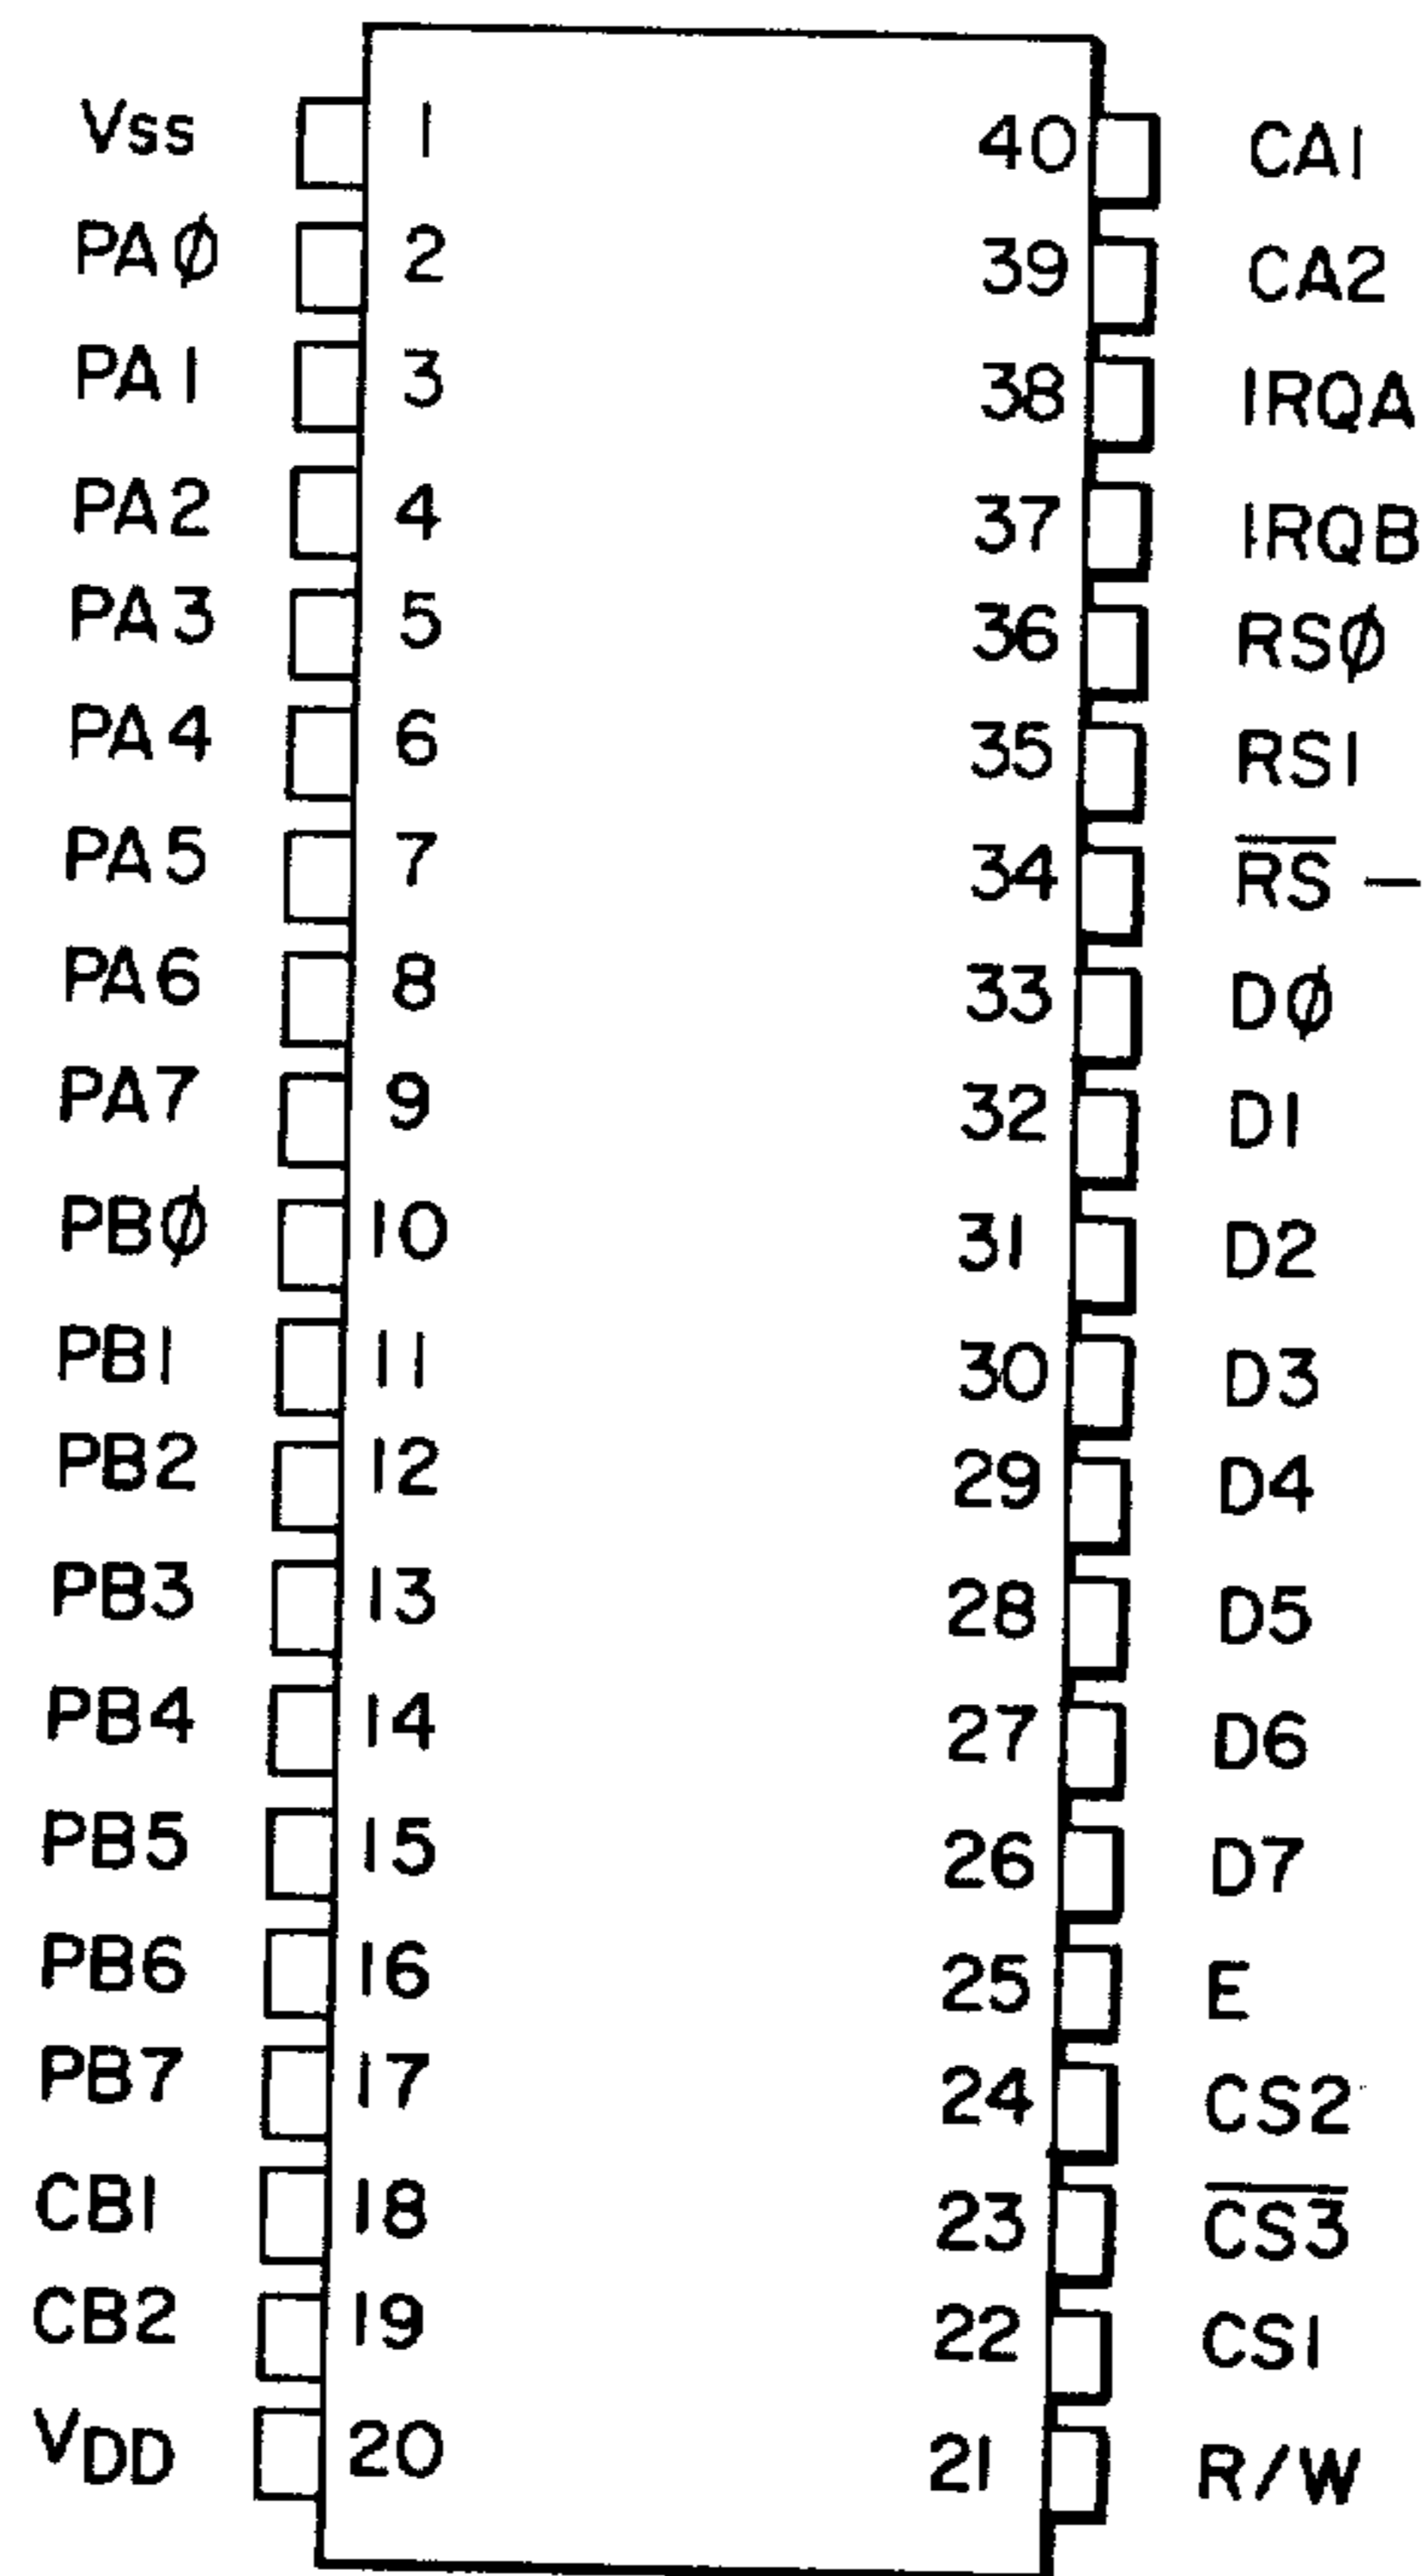 Vss 1 40 CA1
PAØ 2 39 CA2
PA1 3 38 IRQA
PA2 4 37 IRQB
PA3 5 36 RSØ
PA4 6 35 RS1
PA5 7 34 R̅S̅ –
PA6 8 33 DØ
PA7 9 32 D1
PBØ 10 31 D2
PB1 11 30 D3
PB2 12 29 D4
PB3 13 28 D5
PB4 14 27 D6
PB5 15 26 D7
PB6 16 25 E
PB7 17 24 CS2
CB1 18 23 C̅S̅3̅
CB2 19 22 CS1
VDD 20 21 R/W